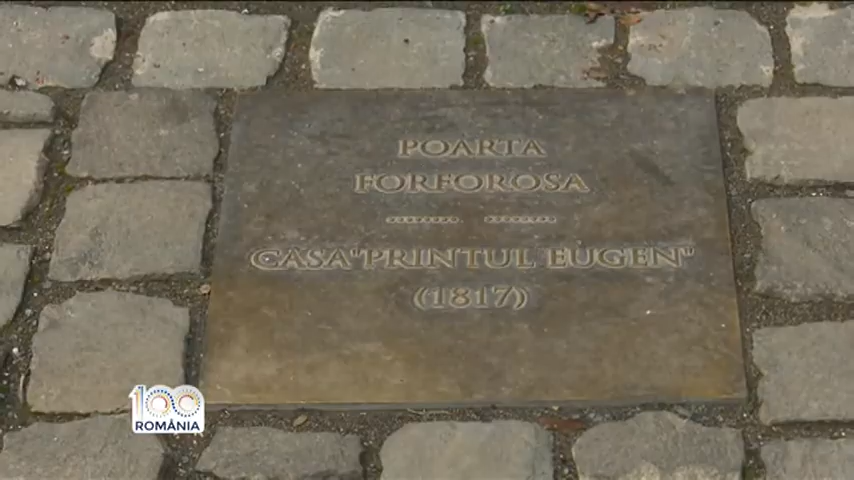 POARTA
FORFOROSA
CASA"PRINTUL EUGEN"
(1817)
100
ROMÂNIA